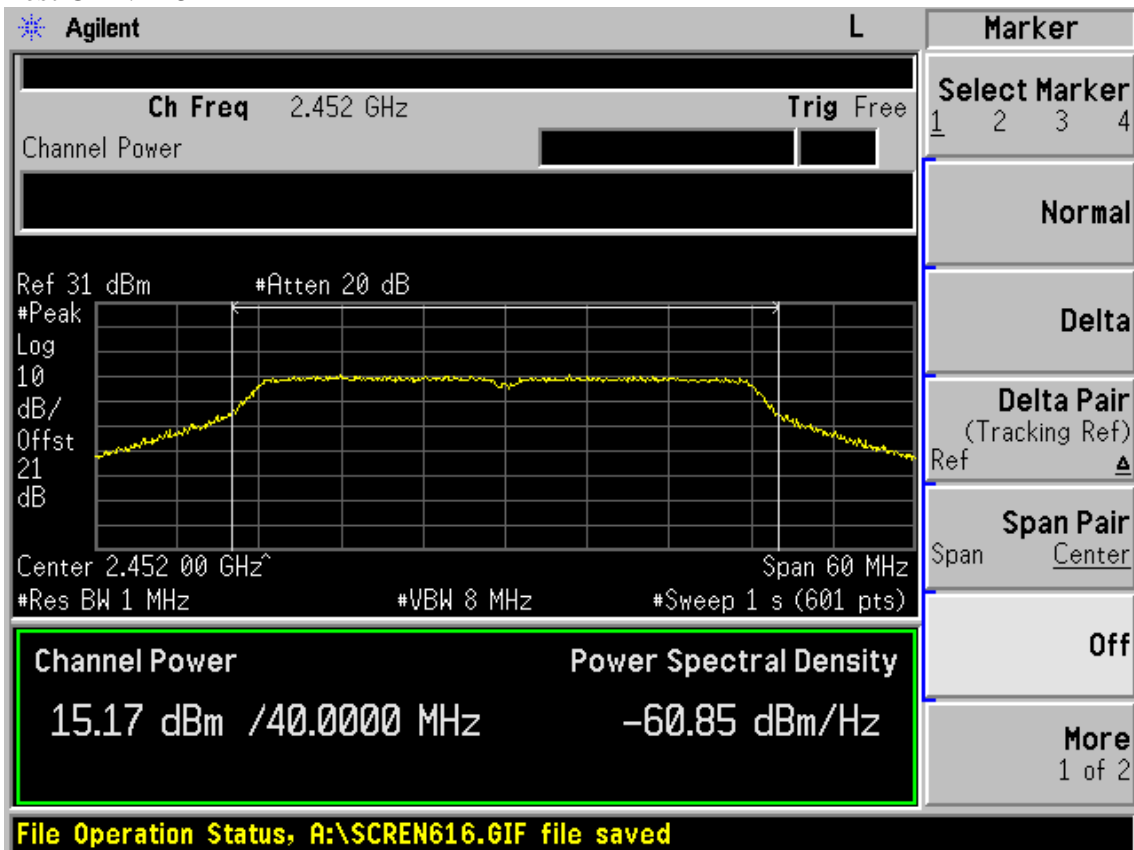 Agilent L Marker
Select Marker
1 2 3 4
Ch Freq 2.452 GHz Trig Free
Channel Power
Normal
Ref 31 dBm #Atten 20 dB
#Peak
Log
10
dB/
Offst
21
dB
Delta
Delta Pair
(Tracking Ref)
Ref Δ
Span Pair
Span Center
Center 2.452 00 GHz^ Span 60 MHz
#Res BW 1 MHz #VBW 8 MHz #Sweep 1 s (601 pts)
Off
Channel Power Power Spectral Density
15.17 dBm /40.0000 MHz -60.85 dBm/Hz
More
1 of 2
File Operation Status, A:\SCREN616.GIF file saved